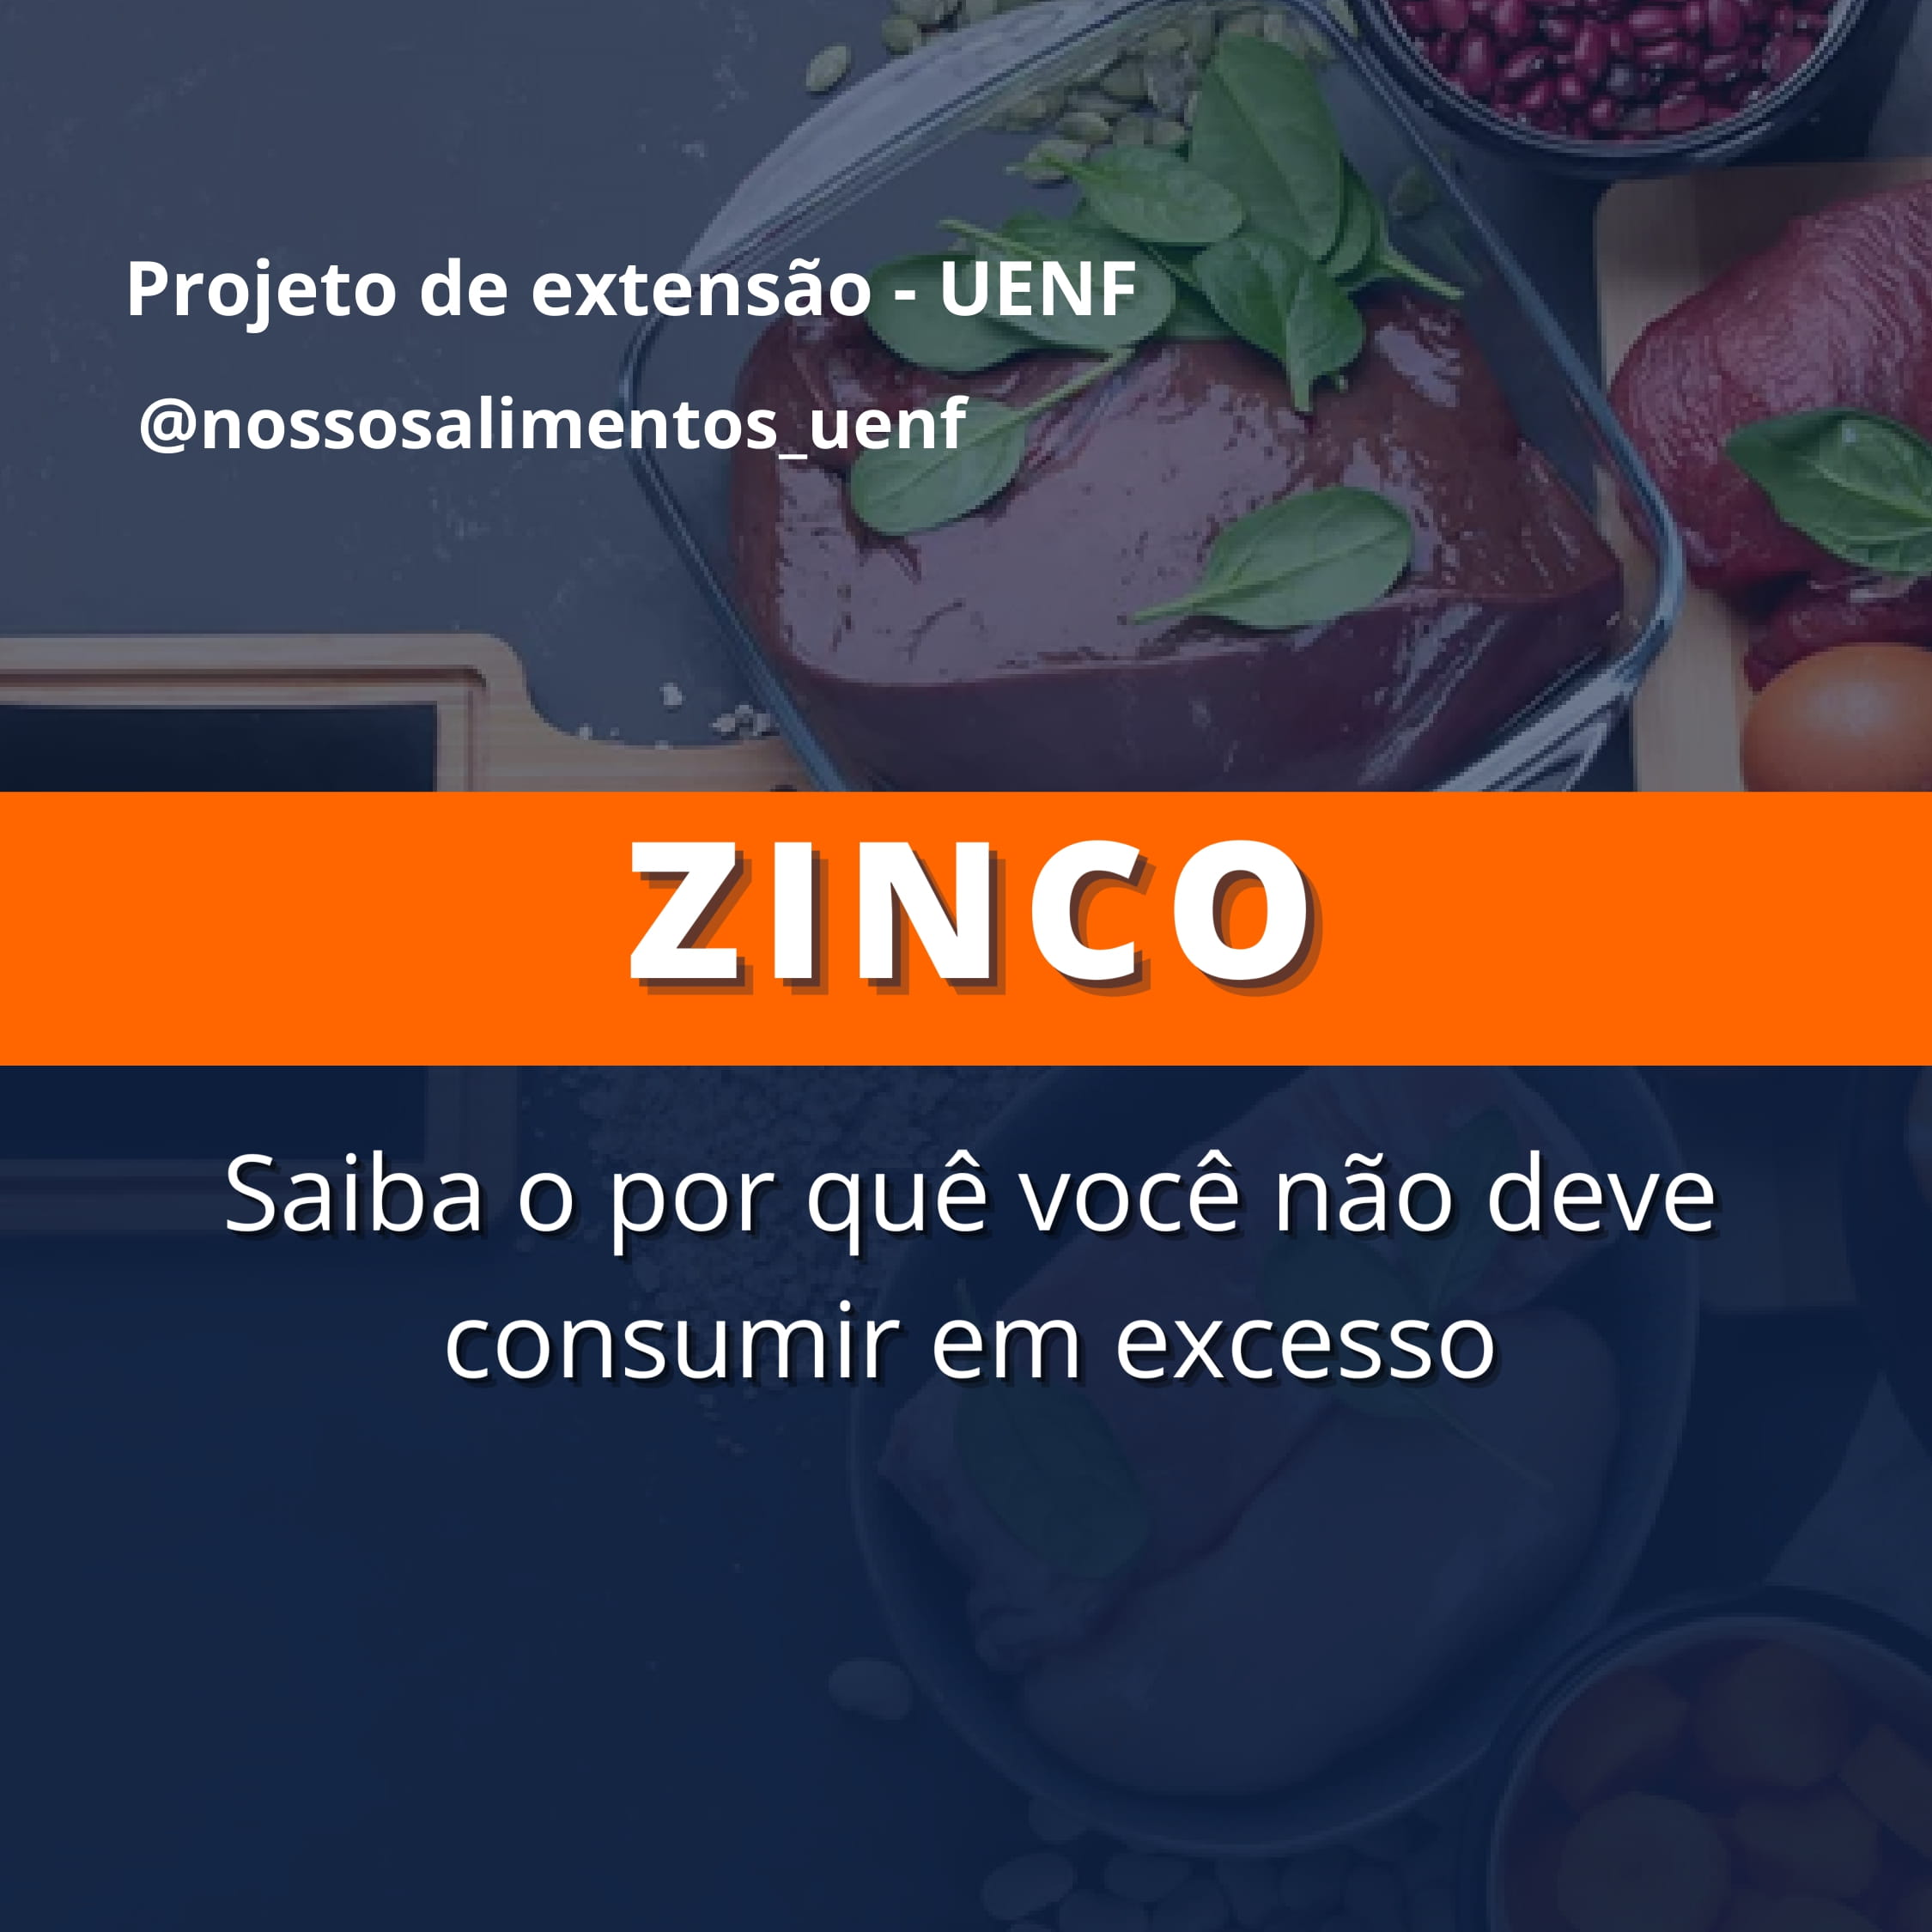 Projeto de extensão - UENF
@nossosalimentos_uenf
ZINCO
Saiba o por quê você não deve
consumir em excesso